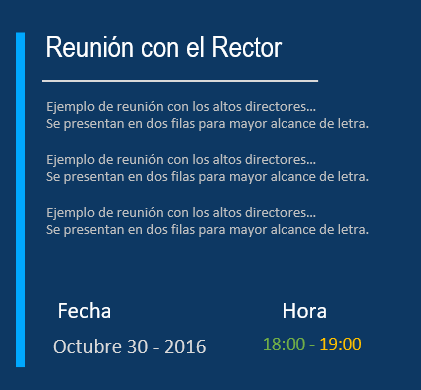 Reunión con el Rector
Ejemplo de reunión con los altos directores...
Se presentan en dos filas para mayor alcance de letra.
Ejemplo de reunión con los altos directores...
Se presentan en dos filas para mayor alcance de letra.
Ejemplo de reunión con los altos directores...
Se presentan en dos filas para mayor alcance de letra.
Fecha Hora
Octubre 30 - 2016 18:00 - 19:00